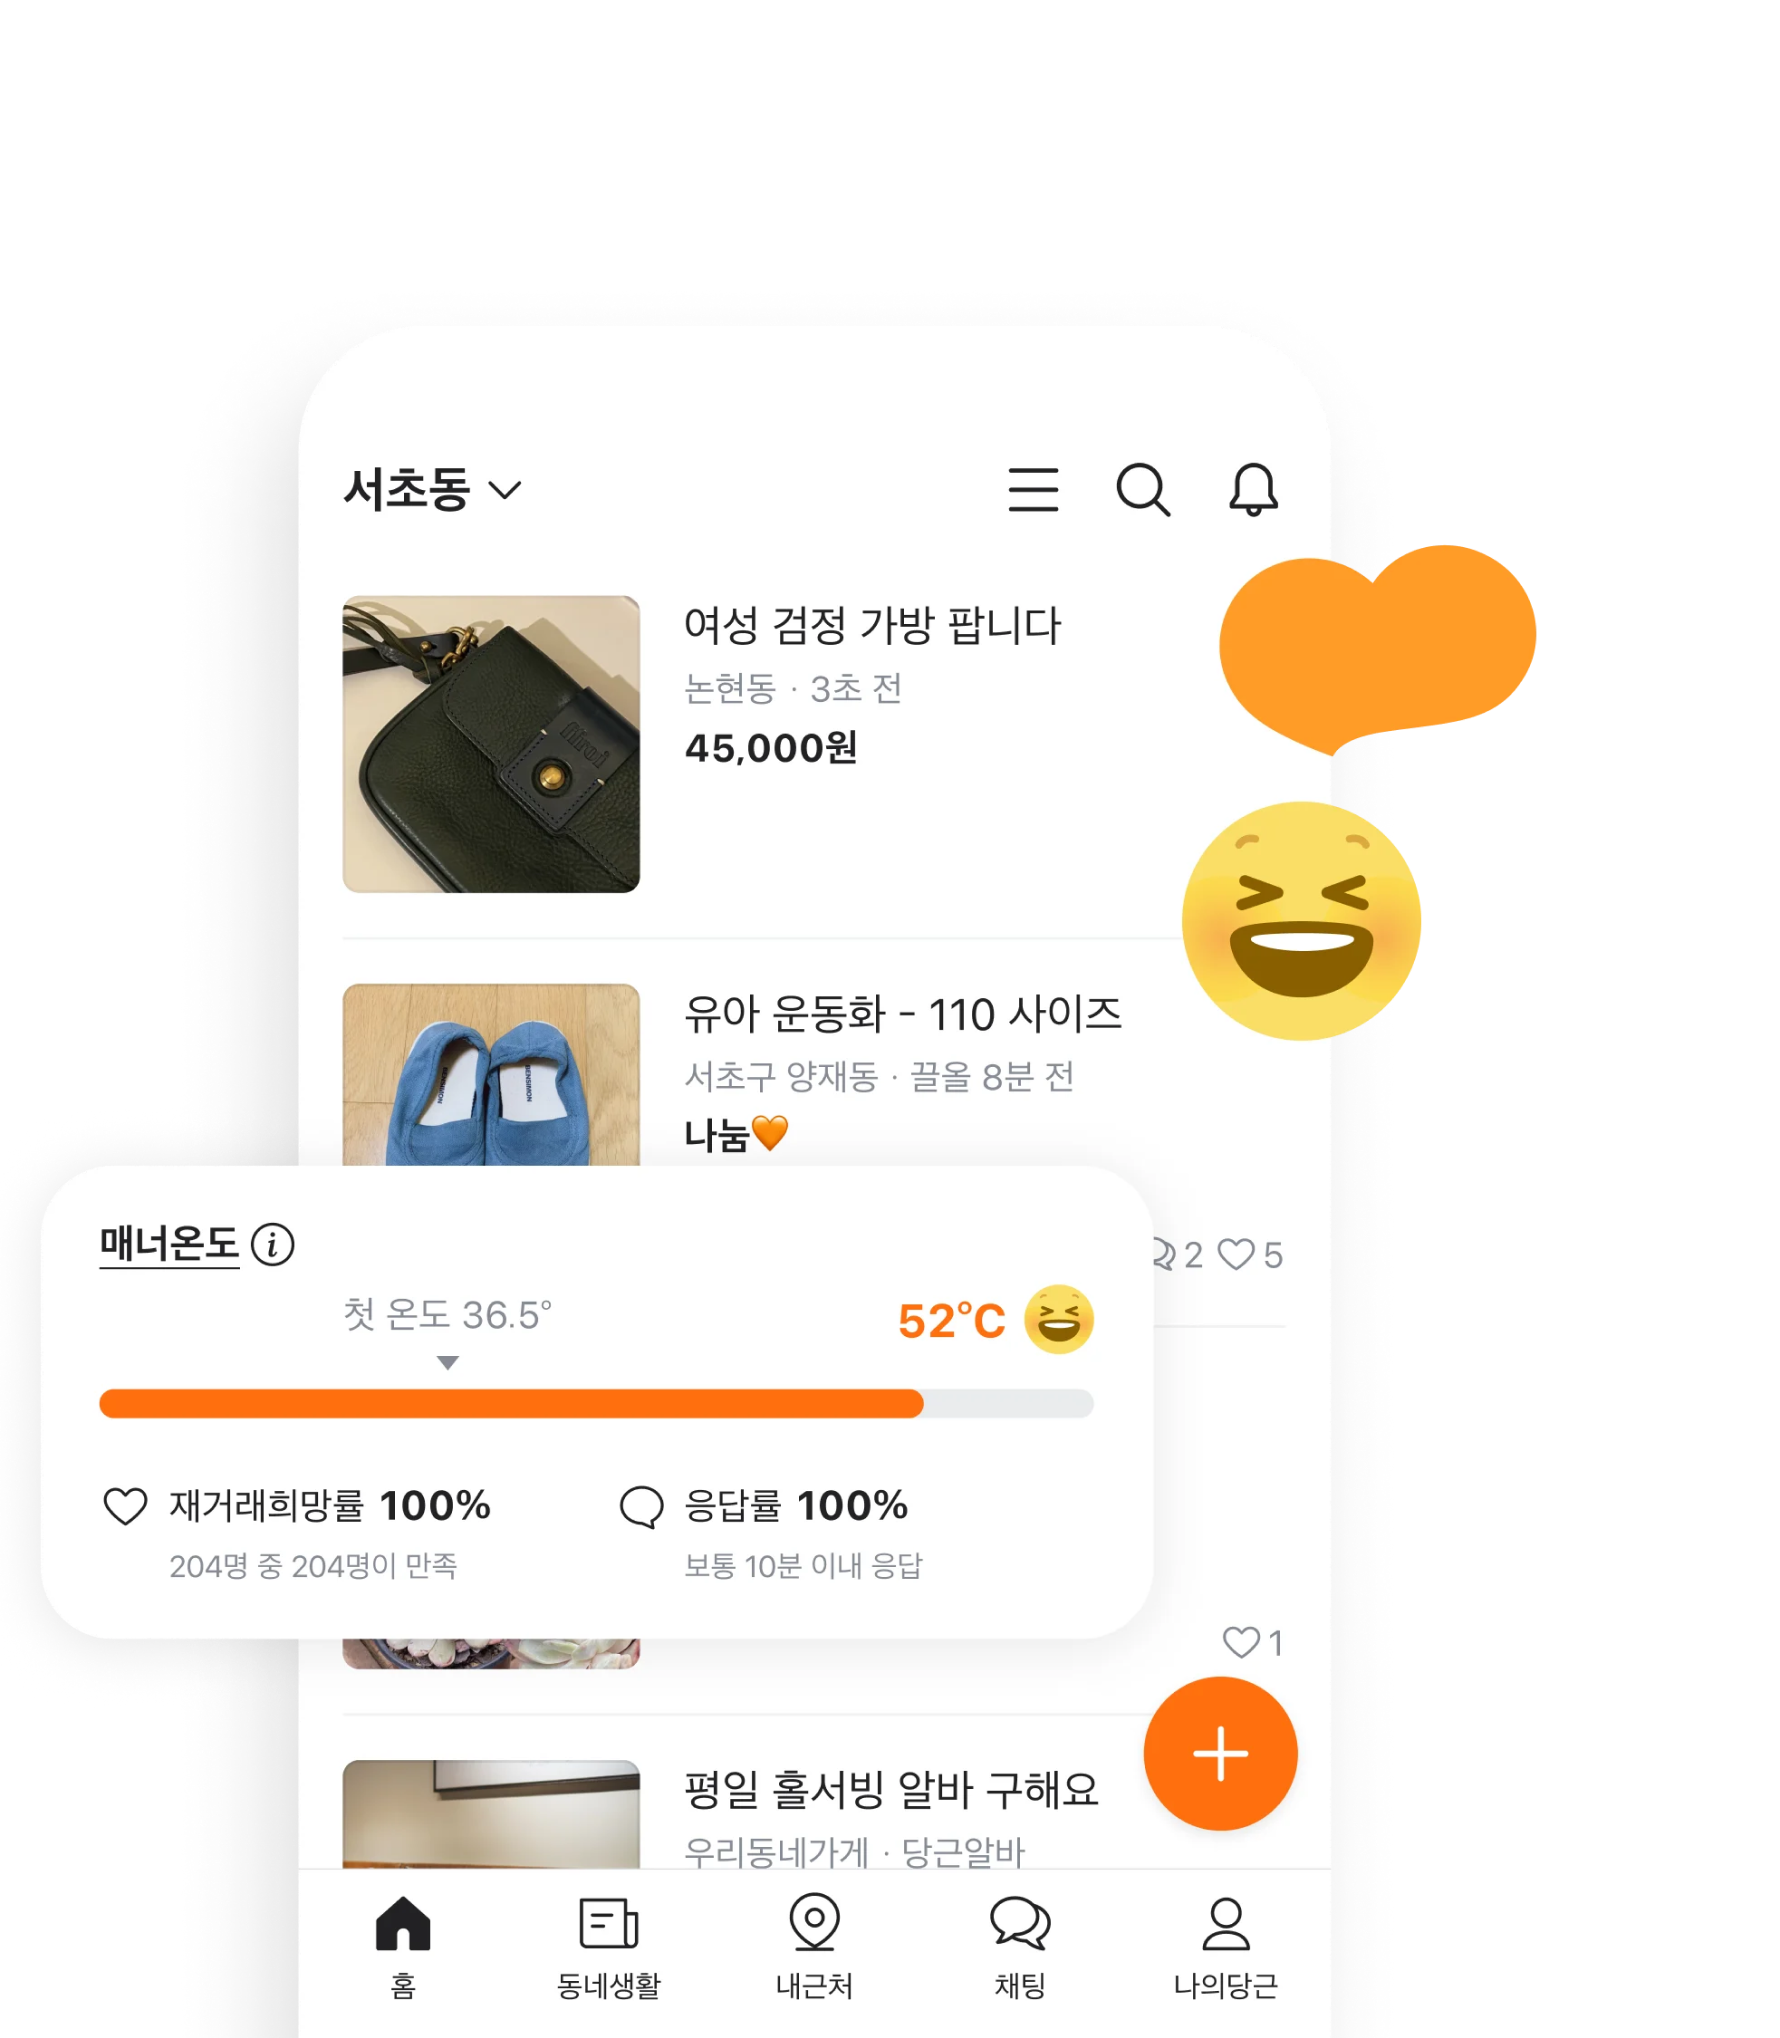 서초동
여성 검정 가방 팝니다
논현동 · 3초 전
45,000원
유아 운동화 - 110 사이즈
서초구 양재동 · 끌올 8분 전
나눔🧡
2 5
매너온도
첫 온도 36.5°
52°C
재거래희망률 100%
204명 중 204명이 만족
응답률 100%
보통 10분 이내 응답
1
평일 홀서빙 알바 구해요
우리동네가게 · 당근알바
홈
동네생활
내근처
채팅
나의당근